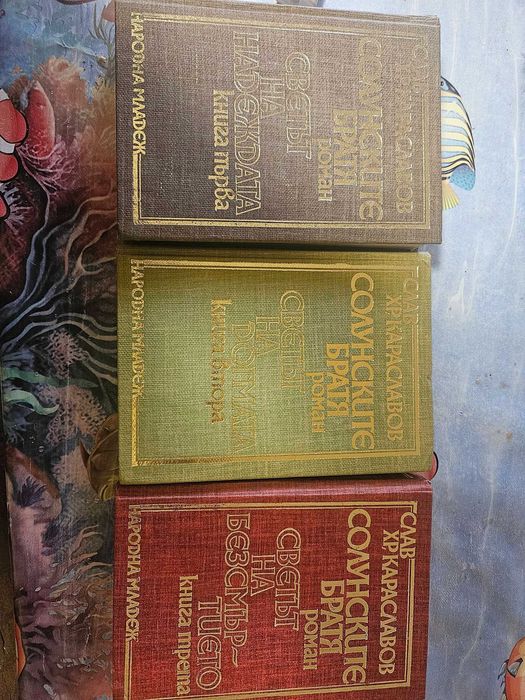 СЛАВ
ХР. КАРАСЛАВОВ
СОЛУНСКИТЕ
БРАТЯ
роман
СВЕТЪТ
НА
НАДЕЖДАТА
книга първа
НАРОДНА МЛАДЕЖ
СЛАВ
ХР. КАРАСЛАВОВ
СОЛУНСКИТЕ
БРАТЯ
роман
СВЕТЪТ
НА
ДОГМАТА
книга втора
НАРОДНА МЛАДЕЖ
СЛАВ
ХР. КАРАСЛАВОВ
СОЛУНСКИТЕ
БРАТЯ
роман
СВЕТЪТ
НА
БЕЗСМЪР-
ТИЕТО
книга трета
НАРОДНА МЛАДЕЖ